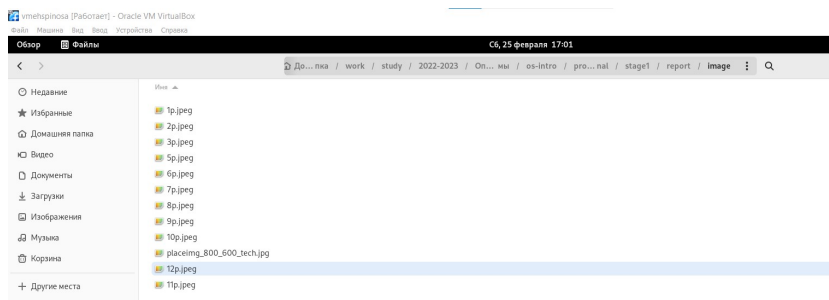 vmehspinosa [Работает] - Oracle VM VirtualBox
Файл Машина Вид Ввод Устройства Справка
Обзор Файлы Сб, 25 февраля 17:01
До... пка / work / study / 2022-2023 / Оп... мы / os-intro / pro... nal / stage1 / report / image
Недавние
Избранные
Домашняя папка
Видео
Документы
Загрузки
Изображения
Музыка
Корзина
+ Другие места
Имя
1p.jpeg
2p.jpeg
3p.jpeg
5p.jpeg
6p.jpeg
7p.jpeg
8p.jpeg
9p.jpeg
10p.jpeg
placeimg_800_600_tech.jpg
12p.jpeg
11p.jpeg